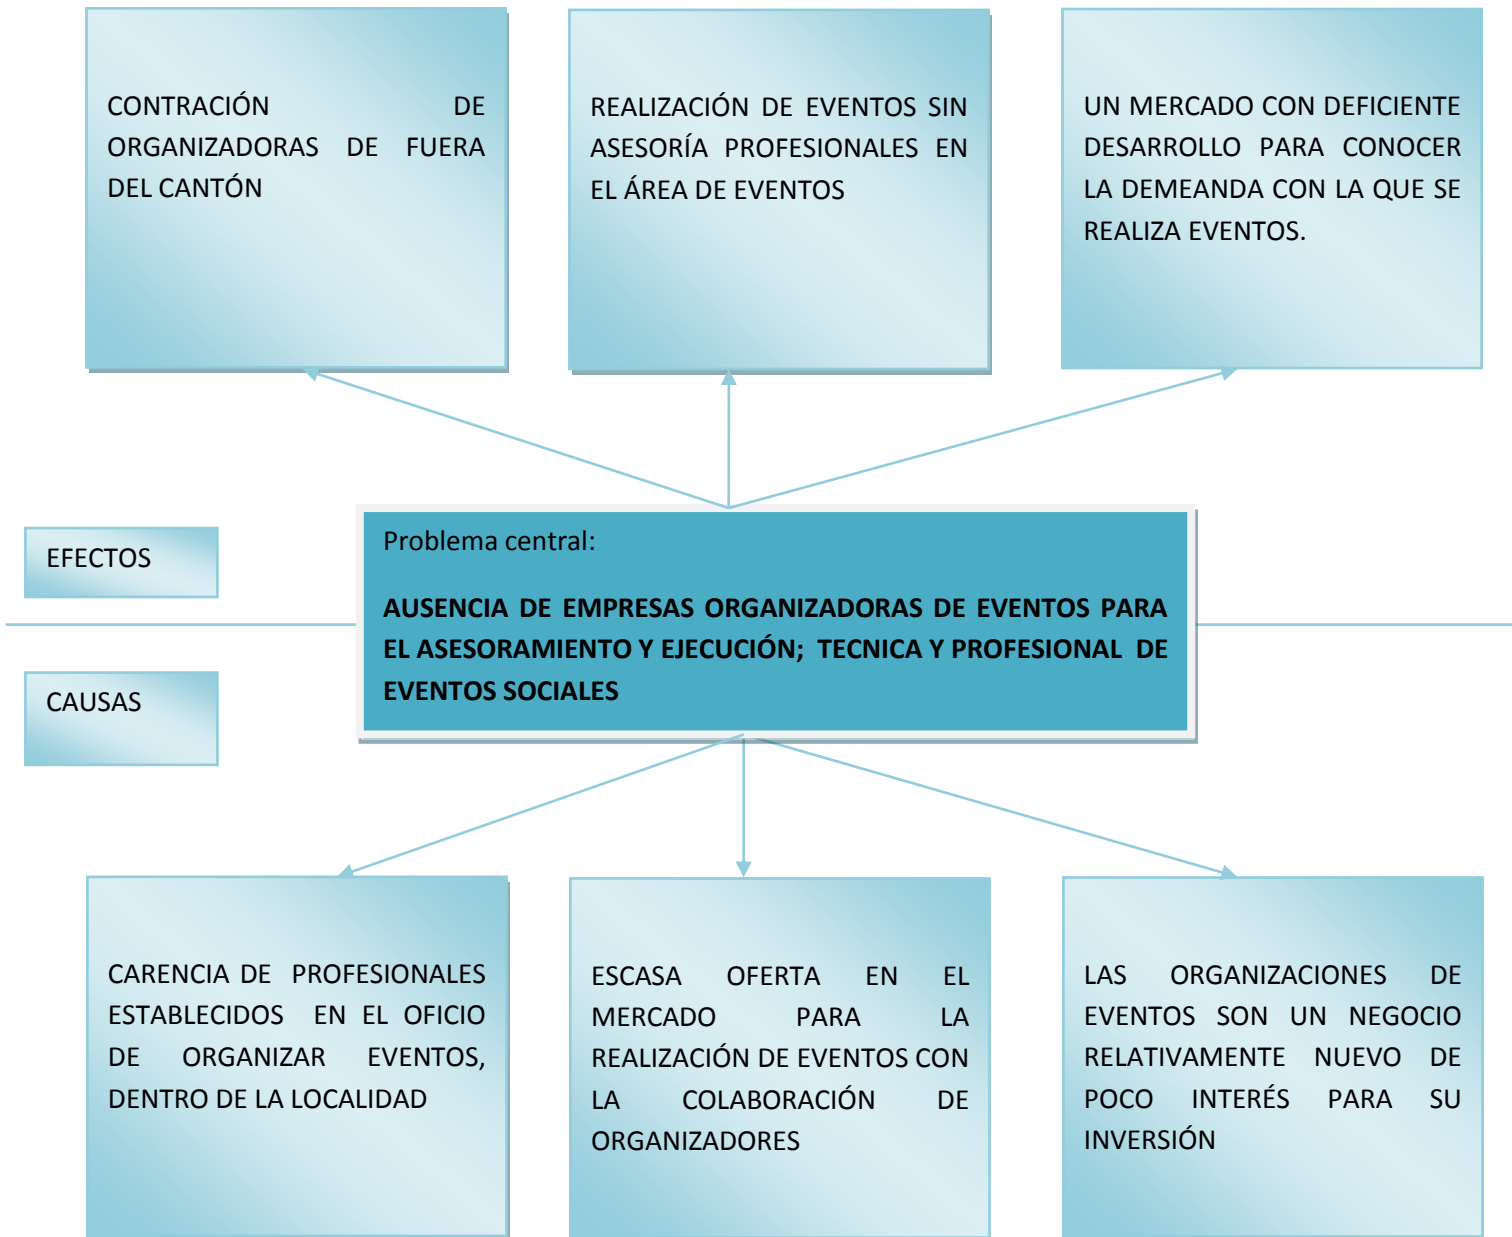 CONTRACIÓN DE
ORGANIZADORAS DE FUERA
DEL CANTÓN
REALIZACIÓN DE EVENTOS SIN
ASESORÍA PROFESIONALES EN
EL ÁREA DE EVENTOS
UN MERCADO CON DEFICIENTE
DESARROLLO PARA CONOCER
LA DEMEANDA CON LA QUE SE
REALIZA EVENTOS.
EFECTOS
Problema central:
AUSENCIA DE EMPRESAS ORGANIZADORAS DE EVENTOS PARA
EL ASESORAMIENTO Y EJECUCIÓN; TECNICA Y PROFESIONAL DE
EVENTOS SOCIALES
CAUSAS
CARENCIA DE PROFESIONALES
ESTABLECIDOS EN EL OFICIO
DE ORGANIZAR EVENTOS,
DENTRO DE LA LOCALIDAD
ESCASA OFERTA EN EL
MERCADO PARA LA
REALIZACIÓN DE EVENTOS CON
LA COLABORACIÓN DE
ORGANIZADORES
LAS ORGANIZACIONES DE
EVENTOS SON UN NEGOCIO
RELATIVAMENTE NUEVO DE
POCO INTERÉS PARA SU
INVERSIÓN